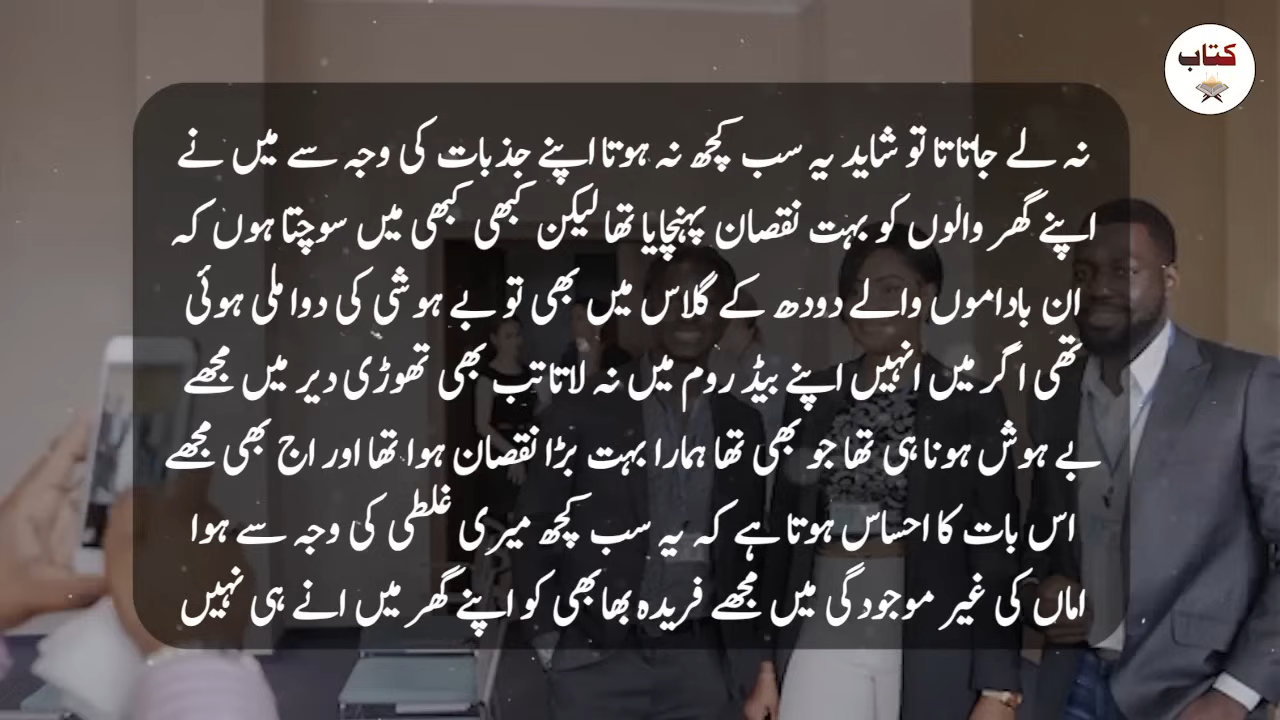 کتاب
نہ لے جاتا تا تو شاید یہ سب کچھ نہ ہوتا اپنے جذبات کی وجہ سے میں نے
اپنے گھر والوں کو بہت نقصان پہنچایا تھا لیکن کبھی کبھی میں سوچتا ہوں کہ
ان باداموں والے دودھ کے گلاس میں بھی تو بے ہوشی کی دوا ملی ہوئی
تھی اگر میں انہیں اپنے بیڈ روم میں نہ لاتا تب بھی تھوڑی دیر میں مجھے
بے ہوش ہونا ہی تھا جو بھی تھا ہمارا بہت بڑا نقصان ہوا تھا اور اج بھی مجھے
اس بات کا احساس ہوتا ہے کہ یہ سب کچھ میری غلطی کی وجہ سے ہوا
اماں کی غیر موجودگی میں مجھے فریدہ بھابھی کو اپنے گھر میں انے ہی نہیں